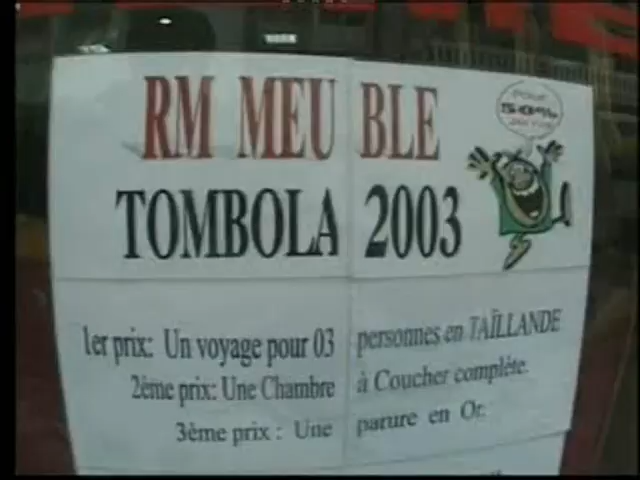 RM MEUBLE
50%
TOMBOLA 2003
1er prix: Un voyage pour 03 personnes en TAÏLLANDE
2ème prix: Une Chambre à Coucher complète.
3ème prix : Une parure en Or.